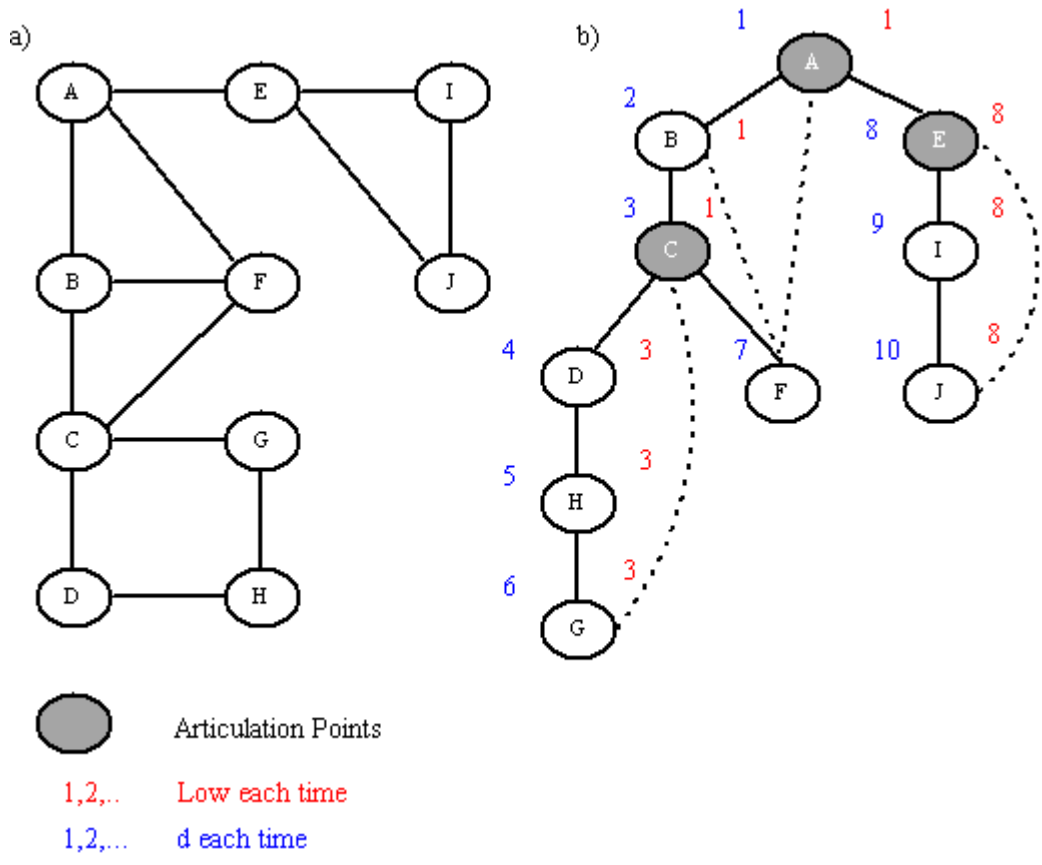 a)
A E I
B F J
C G
D H
b)
1 1
A
2 1 8 8
B E
3 1 9 8
C I
4 3 7 10 8
D F J
5 3
H
6 3
G
Articulation Points
1,2,.. Low each time
1,2,... d each time